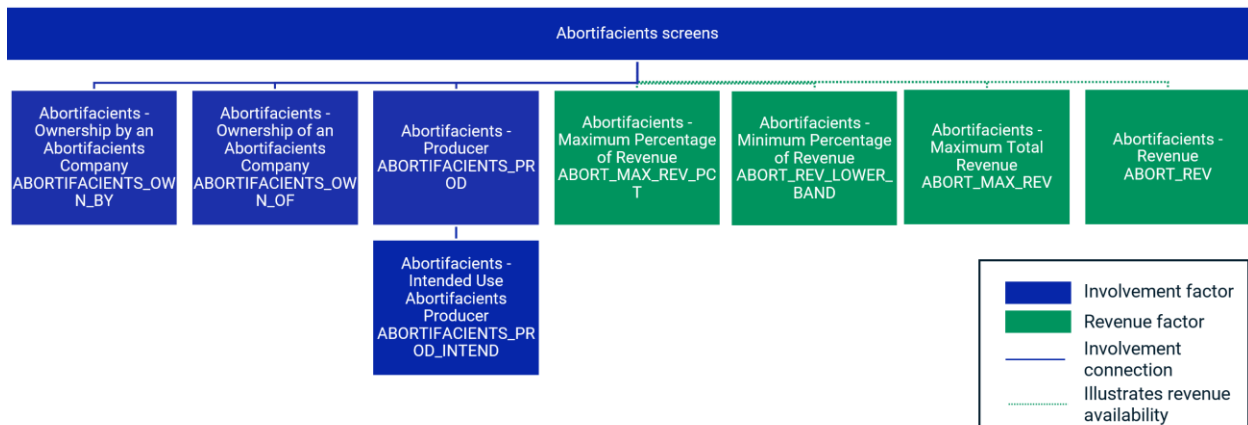 Abortifacients screens
Abortifacients -
Ownership by an
Abortifacients
Company
ABORTIFACIENTS_OW
N_BY
Abortifacients -
Ownership of an
Abortifacients
Company
ABORTIFACIENTS_OW
N_OF
Abortifacients -
Producer
ABORTIFACIENTS_PR
OD
Abortifacients -
Maximum Percentage
of Revenue
ABORT_MAX_REV_PC
T
Abortifacients -
Minimum Percentage
of Revenue
ABORT_REV_LOWER_
BAND
Abortifacients -
Maximum Total
Revenue
ABORT_MAX_REV
Abortifacients -
Revenue
ABORT_REV
Abortifacients -
Intended Use
Abortifacients
Producer
ABORTIFACIENTS_PR
OD_INTEND
Involvement factor
Revenue factor
Involvement
connection
Illustrates revenue
availability